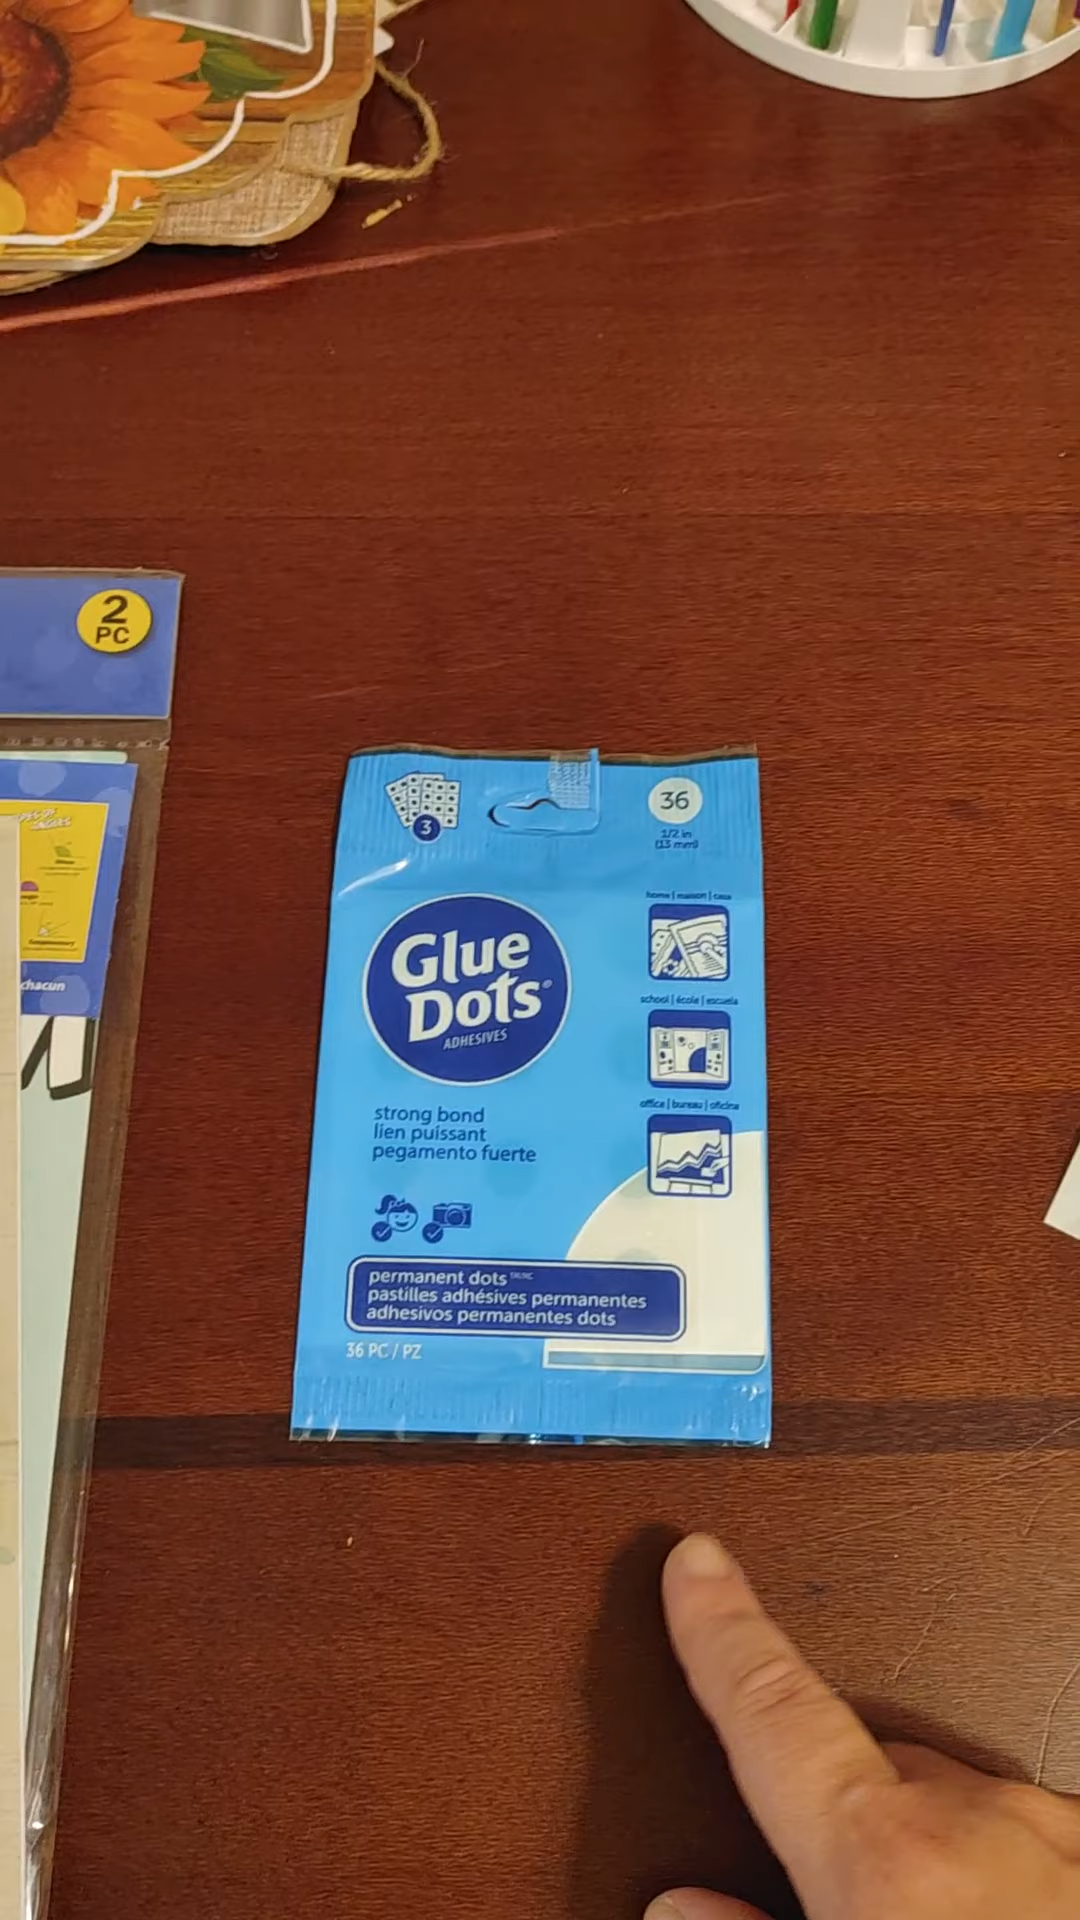 2
PC
chacun
3
36
1/2 in
(13 mm)
Glue
Dots®
ADHESIVES
home | maison | casa
school | école | escuela
office | bureau | oficina
strong bond
lien puissant
pegamento fuerte
permanent dots
pastilles adhésives permanentes
adhesivos permanentes dots
36 PC / PZ